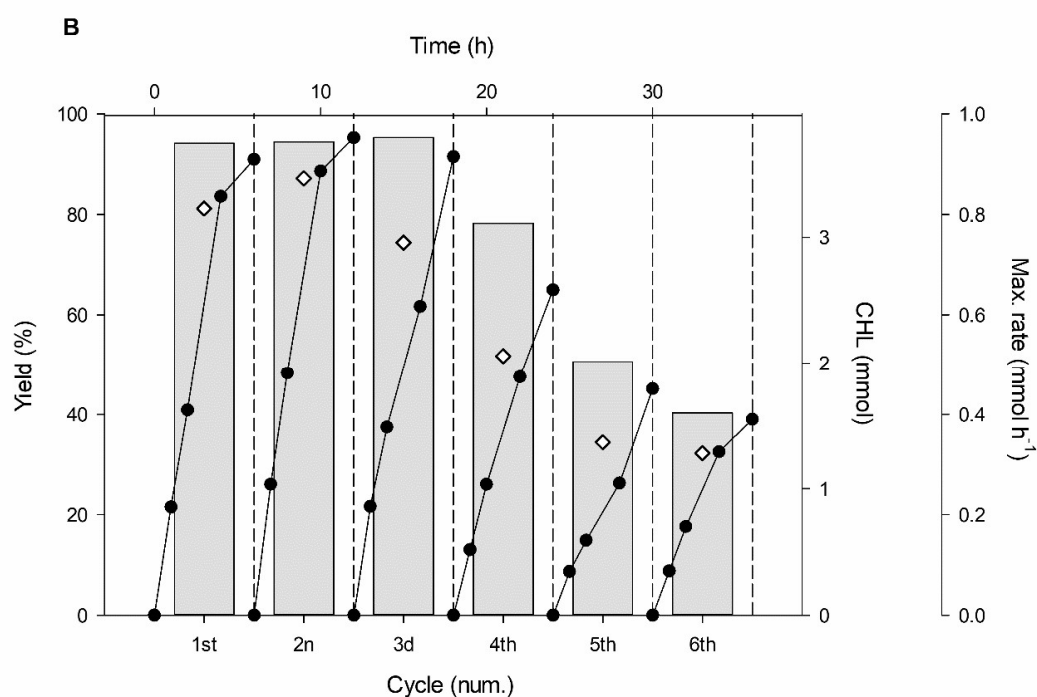 B
Time (h)
0 10 20 30
100
80
60
40
20
0
Yield (%)
3
2
1
0
CHL (mmol)
1.0
0.8
0.6
0.4
0.2
0.0
Max. rate (mmol h⁻¹)
1st 2n 3d 4th 5th 6th
Cycle (num.)